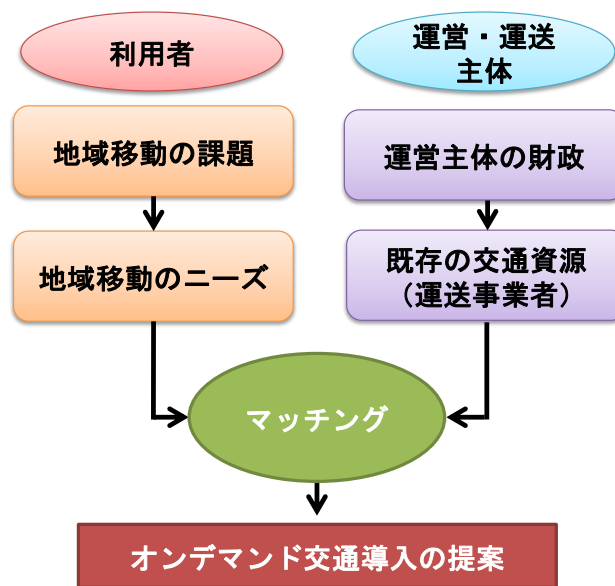 利用者
運営・運送
主体
地域移動の課題
運営主体の財政
地域移動のニーズ
既存の交通資源
（運送事業者）
マッチング
オンデマンド交通導入の提案